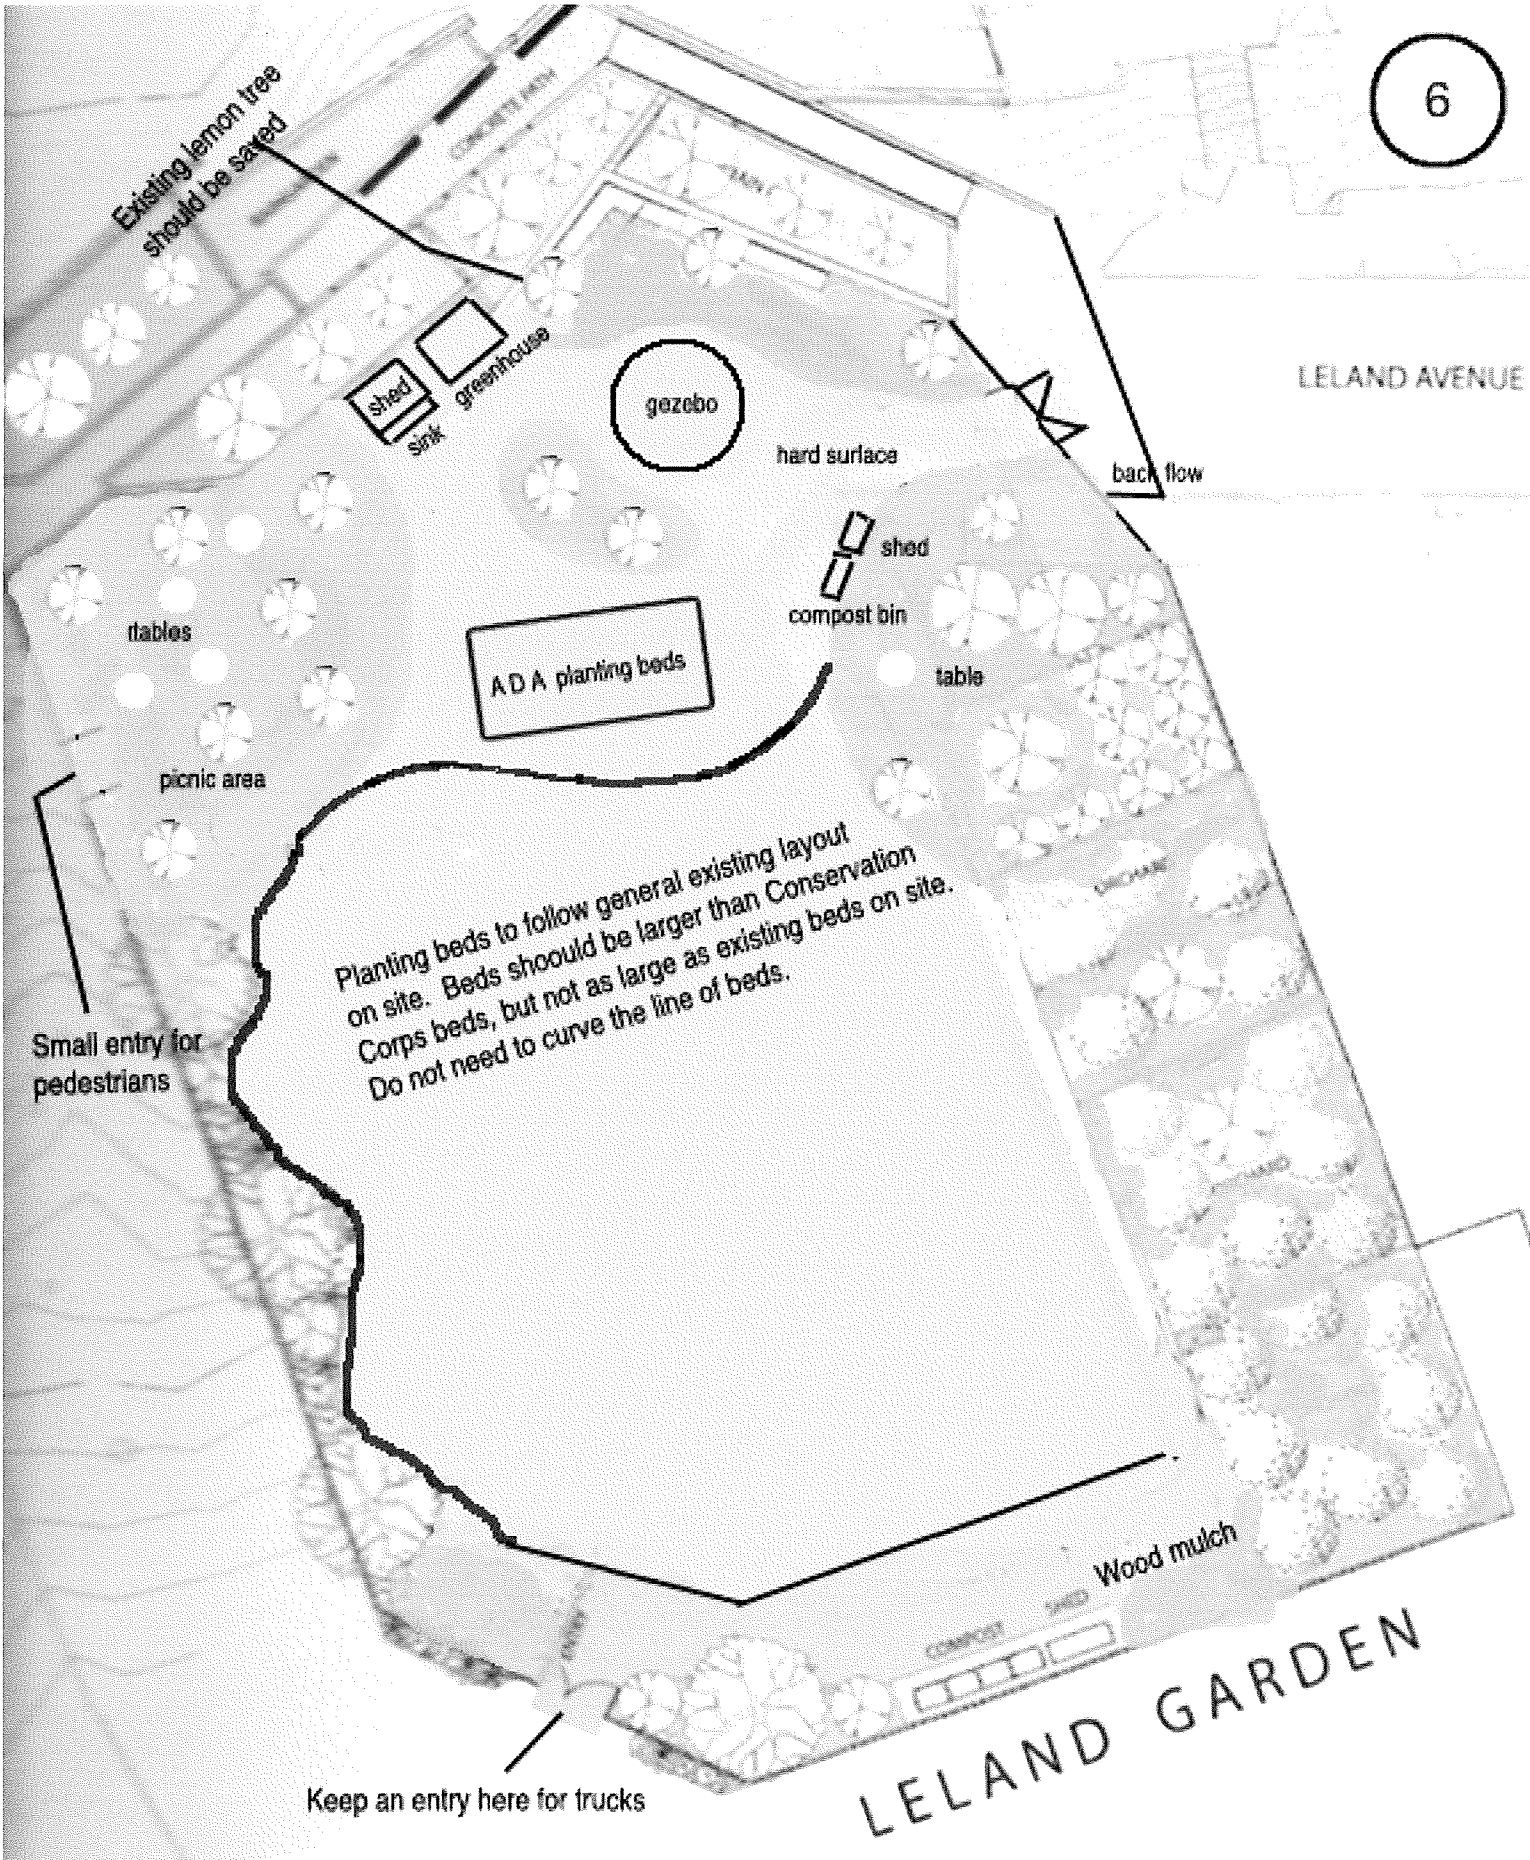 6
Existing lemon tree
should be saved
CONCRETE PATH
LELAND AVENUE
greenhouse
shed
sink
gezebo
hard surface
back flow
shed
compost bin
table
A D A planting beds
picnic area
Planting beds to follow general existing layout
on site. Beds shoould be larger than Conservation
Corps beds, but not as large as existing beds on site.
Do not need to curve the line of beds.
Small entry for
pedestrians
Wood mulch
SHED
COMPOST
ENTRY
LELAND GARDEN
Keep an entry here for trucks